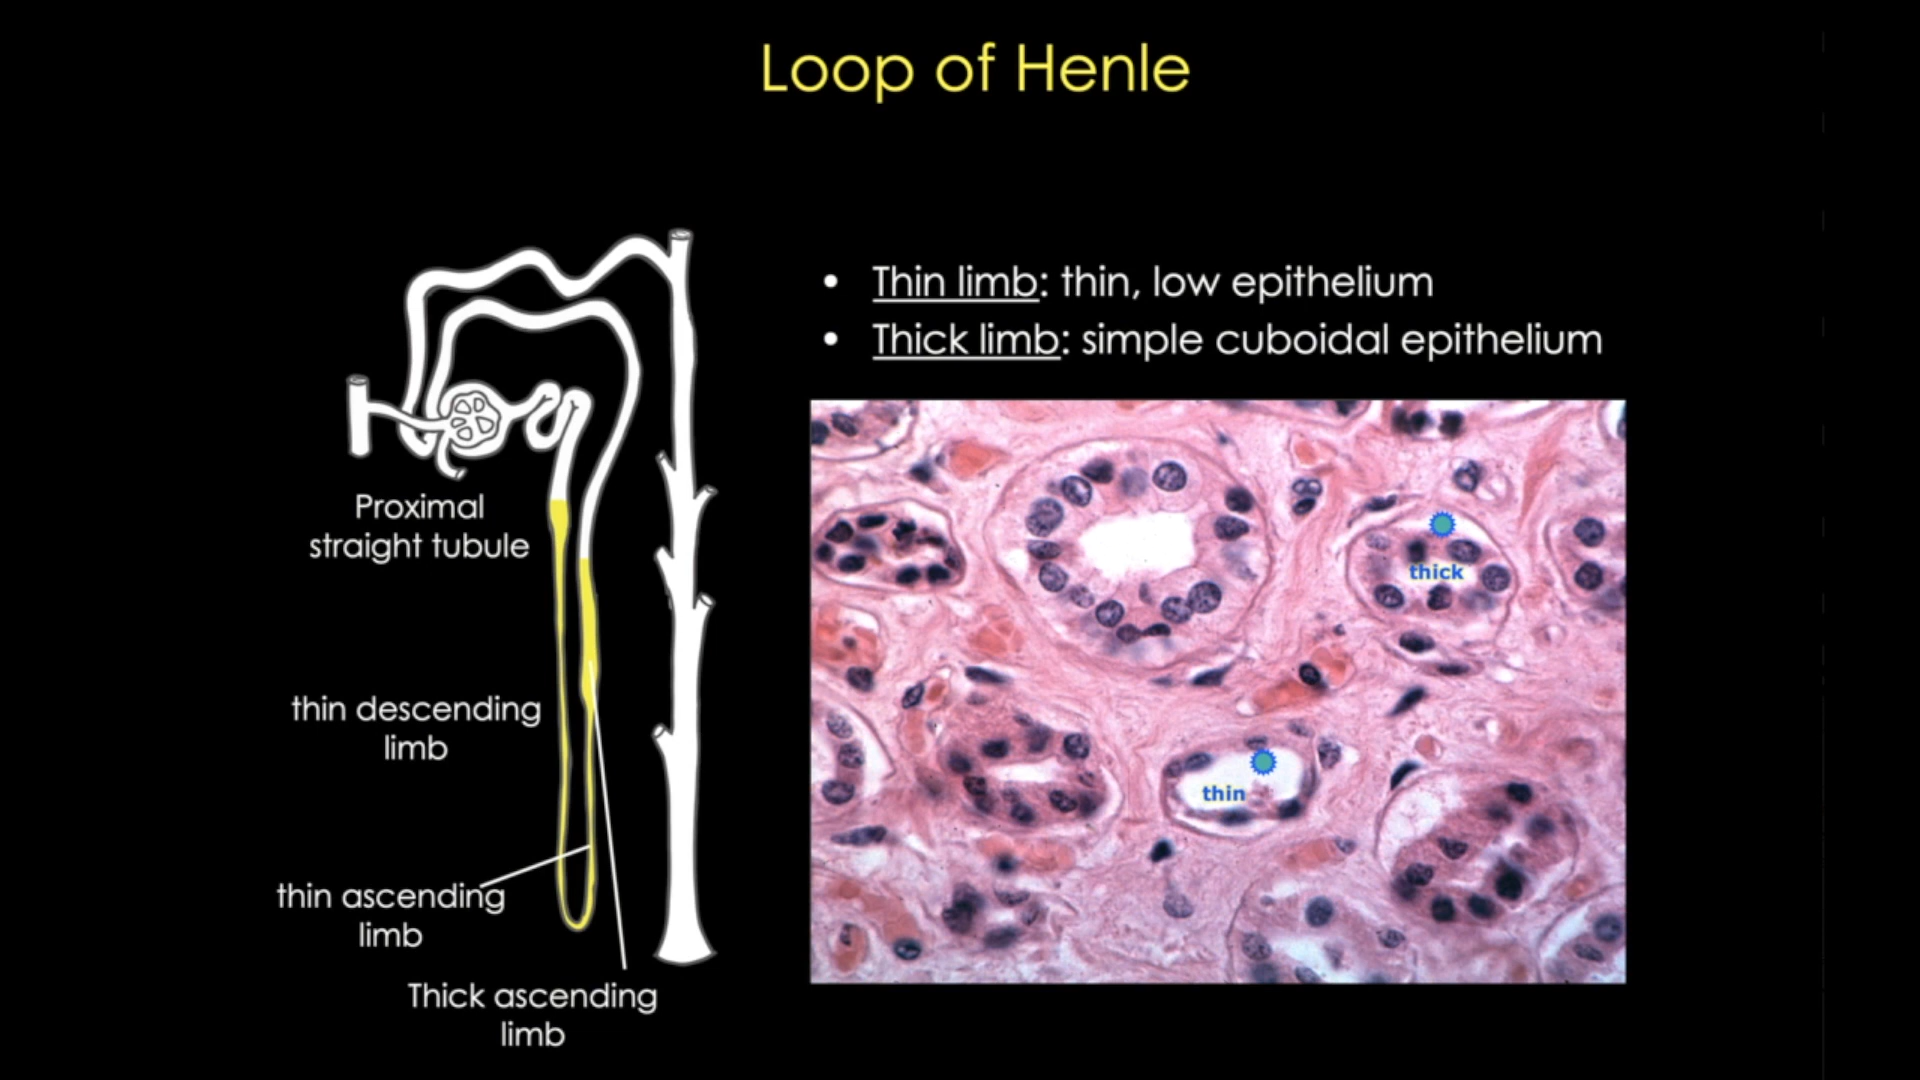 Loop of Henle
• Thin limb: thin, low epithelium
• Thick limb: simple cuboidal epithelium
Proximal
straight tubule
thin descending
limb
thin ascending
limb
Thick ascending
limb
thick
thin